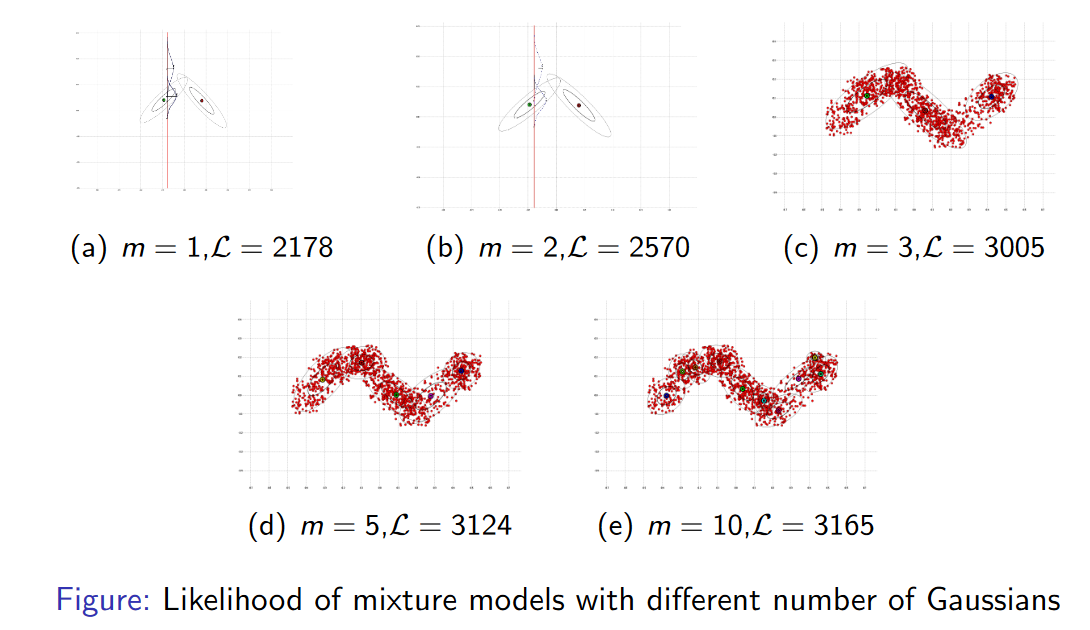 (a) m = 1,ℒ = 2178
(b) m = 2,ℒ = 2570
(c) m = 3,ℒ = 3005
(d) m = 5,ℒ = 3124
(e) m = 10,ℒ = 3165
Figure: Likelihood of mixture models with different number of Gaussians